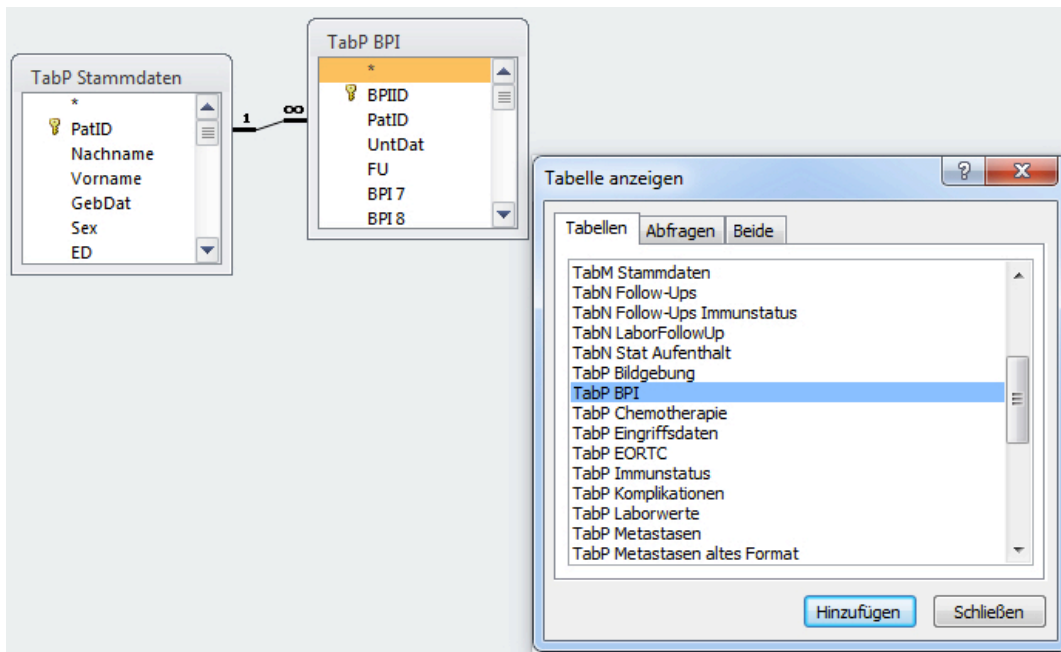 TabP Stammdaten
*
PatID
Nachname
Vorname
GebDat
Sex
ED
1
∞
TabP BPI
*
BPIID
PatID
UntDat
FU
BPI 7
BPI 8
Tabelle anzeigen
?
Tabellen
Abfragen
Beide
TabM Stammdaten
TabN Follow-Ups
TabN Follow-Ups Immunstatus
TabN LaborFollowUp
TabN Stat Aufenthalt
TabP Bildgebung
TabP BPI
TabP Chemotherapie
TabP Eingriffsdaten
TabP EORTC
TabP Immunstatus
TabP Komplikationen
TabP Laborwerte
TabP Metastasen
TabP Metastasen altes Format
Hinzufügen
Schließen